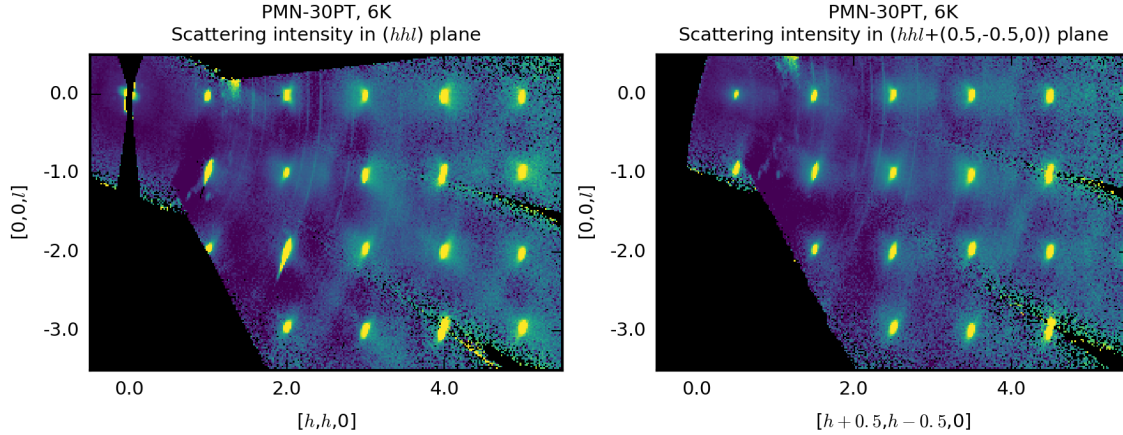 PMN-30PT, 6K
Scattering intensity in (hhl) plane
0.0
-1.0
-2.0
-3.0
[0,0,l]
0.0 2.0 4.0
[h,h,0]
PMN-30PT, 6K
Scattering intensity in (hhl+(0.5,-0.5,0)) plane
0.0
-1.0
-2.0
-3.0
[0,0,l]
0.0 2.0 4.0
[h+0.5,h−0.5,0]